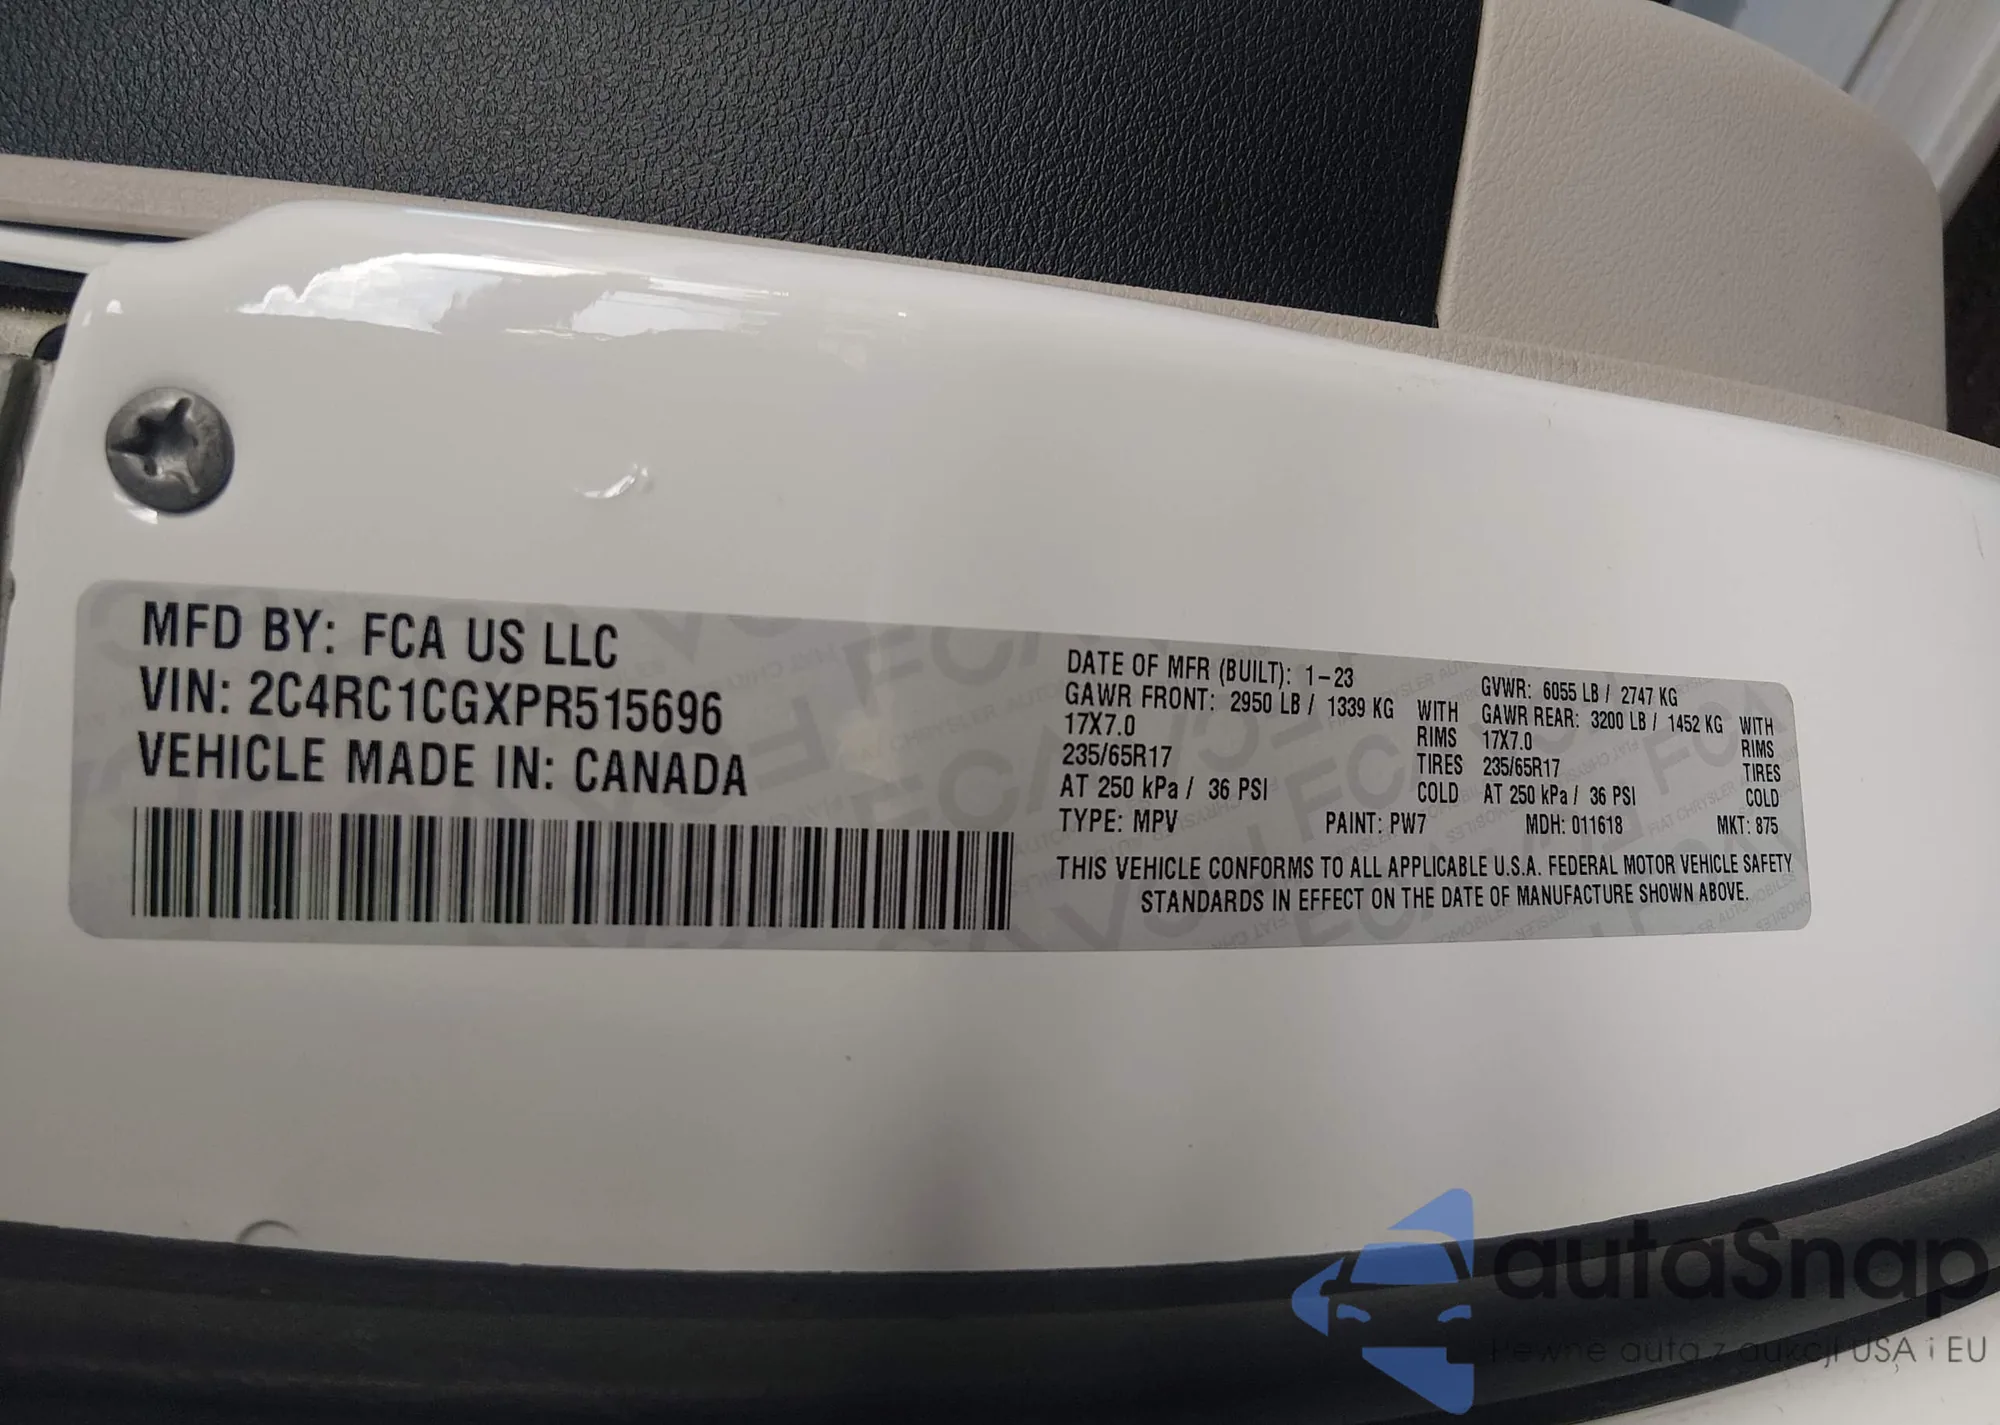 MFD BY: FCA US LLC
VIN: 2C4RC1CGXPR515696
VEHICLE MADE IN: CANADA
DATE OF MFR (BUILT): 1-23 GVWR: 6055 LB / 2747 KG
GAWR FRONT: 2950 LB / 1339 KG WITH GAWR REAR: 3200 LB / 1452 KG WITH
17X7.0 RIMS 17X7.0 RIMS
235/65R17 TIRES 235/65R17 TIRES
AT 250 kPa / 36 PSI COLD AT 250 kPa / 36 PSI COLD
TYPE: MPV PAINT: PW7 MDH: 011618 MKT: 875
THIS VEHICLE CONFORMS TO ALL APPLICABLE U.S.A. FEDERAL MOTOR VEHICLE SAFETY
STANDARDS IN EFFECT ON THE DATE OF MANUFACTURE SHOWN ABOVE.
autaSnap
Pewne auta z aukcji USA i EU